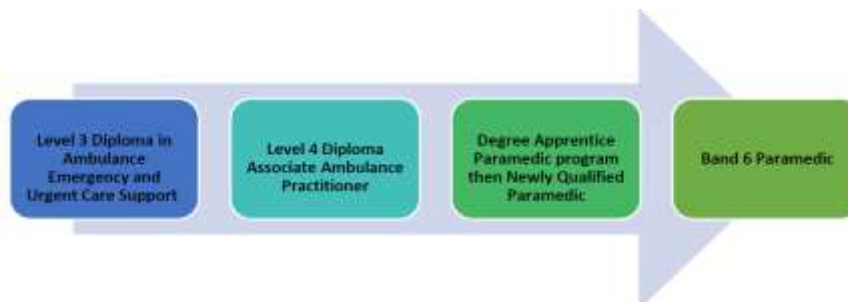 Level 3 Diploma in
Ambulance
Emergency and
Urgent Care Support
Level 4 Diploma
Associate Ambulance
Practitioner
Degree Apprentice
Paramedic program
then Newly Qualified
Paramedic
Band 6 Paramedic